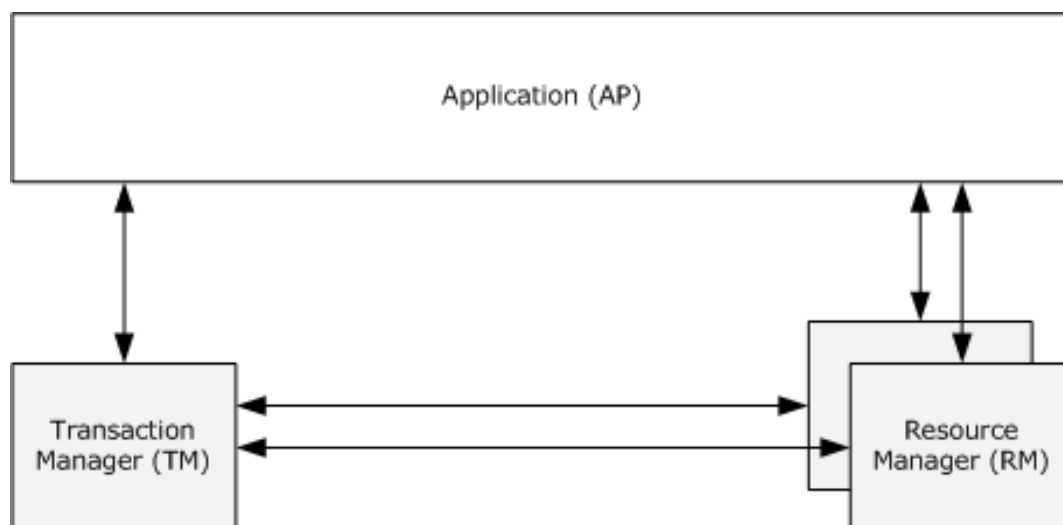 Application (AP)
Transaction
Manager (TM)
Resource
Manager (RM)